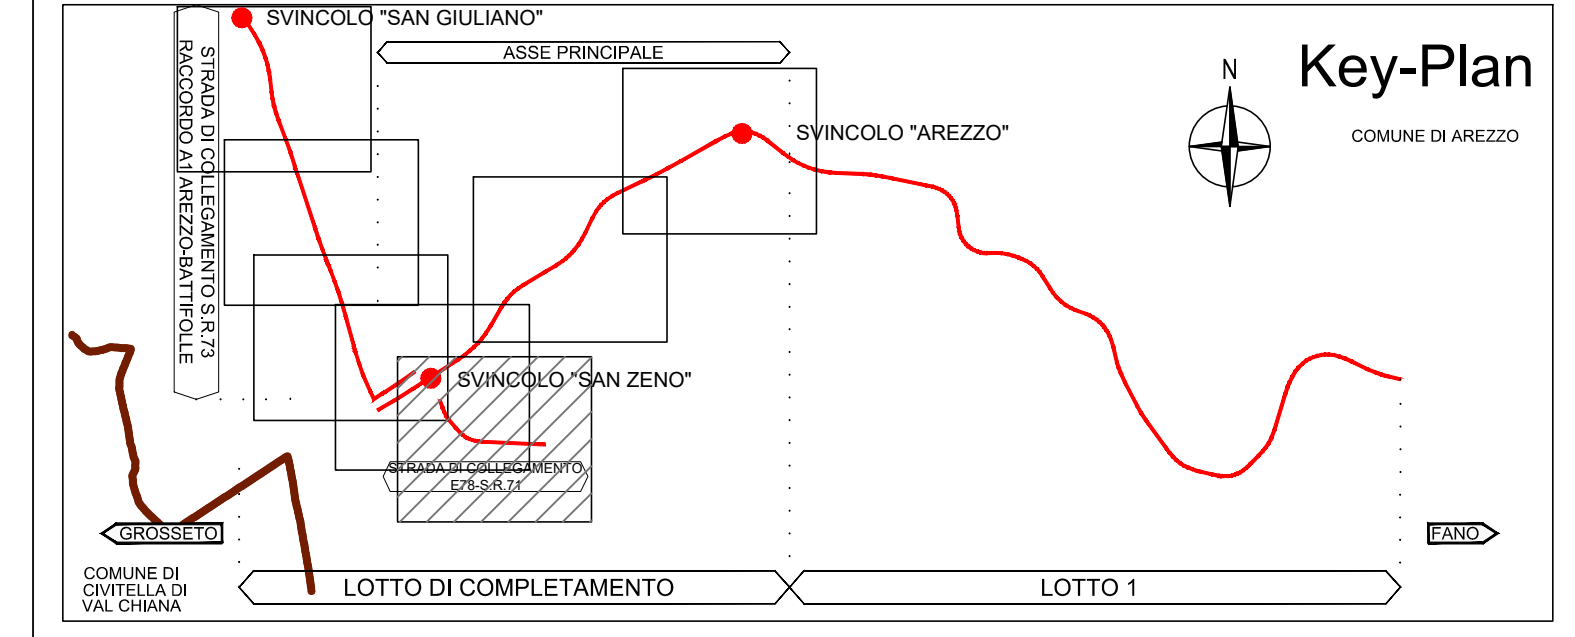 SVINCOLO "SAN GIULIANO"
ASSE PRINCIPALE
Key-Plan
N
COMUNE DI AREZZO
SVINCOLO "AREZZO"
STRADA DI COLLEGAMENTO S.R.73
RACCORDO A1 AREZZO-BATTIFOLLE
SVINCOLO "SAN ZENO"
STRADA DI COLLEGAMENTO
E78-S.R.71
GROSSETO
FANO
COMUNE DI
CIVITELLA DI
VAL CHIANA
LOTTO DI COMPLETAMENTO
LOTTO 1